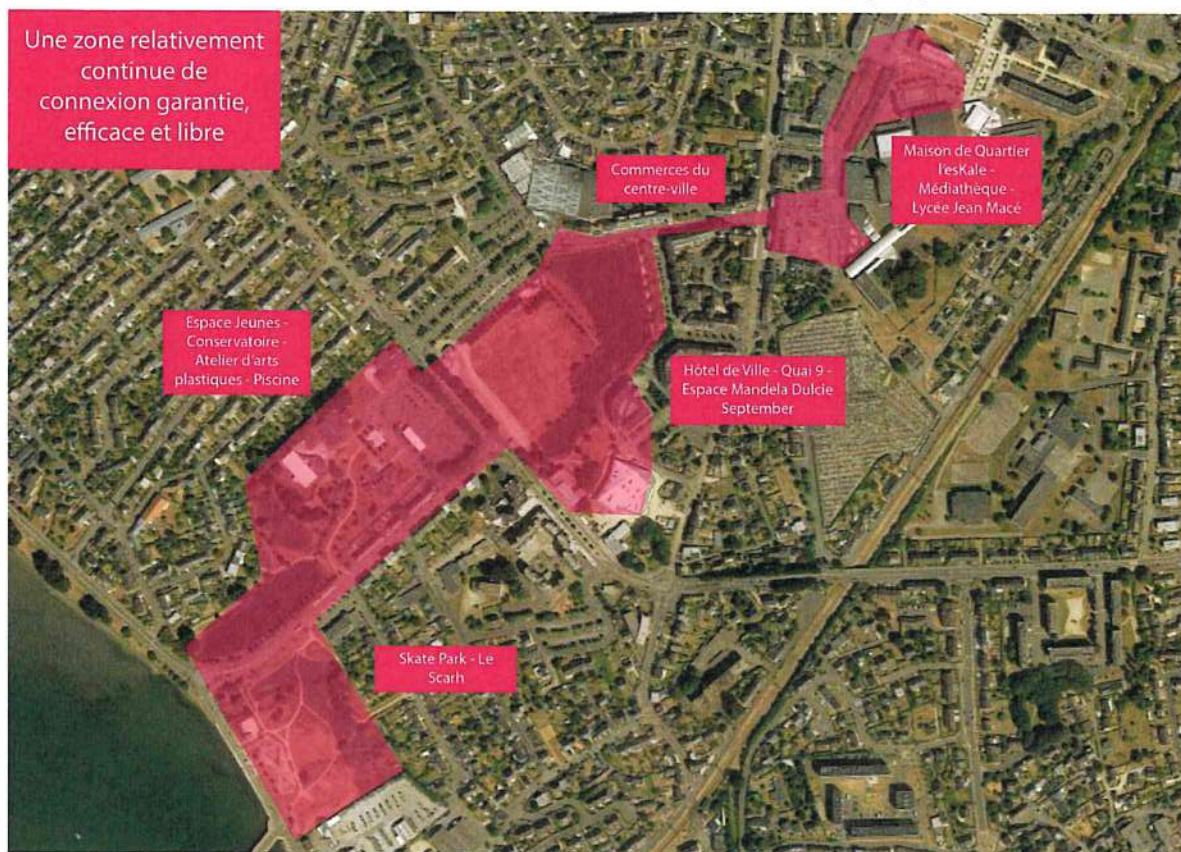 Une zone relativement
continue de
connexion garantie,
efficace et libre
Commerces du
centre-ville
Maison de Quartier
l'esKale -
Médiathèque -
Lycée Jean Macé
Espace Jeunes -
Conservatoire -
Atelier d'arts
plastiques - Piscine
Hôtel de Ville - Quai 9 -
Espace Mandela Dulcie
September
Skate Park - Le
Scarh